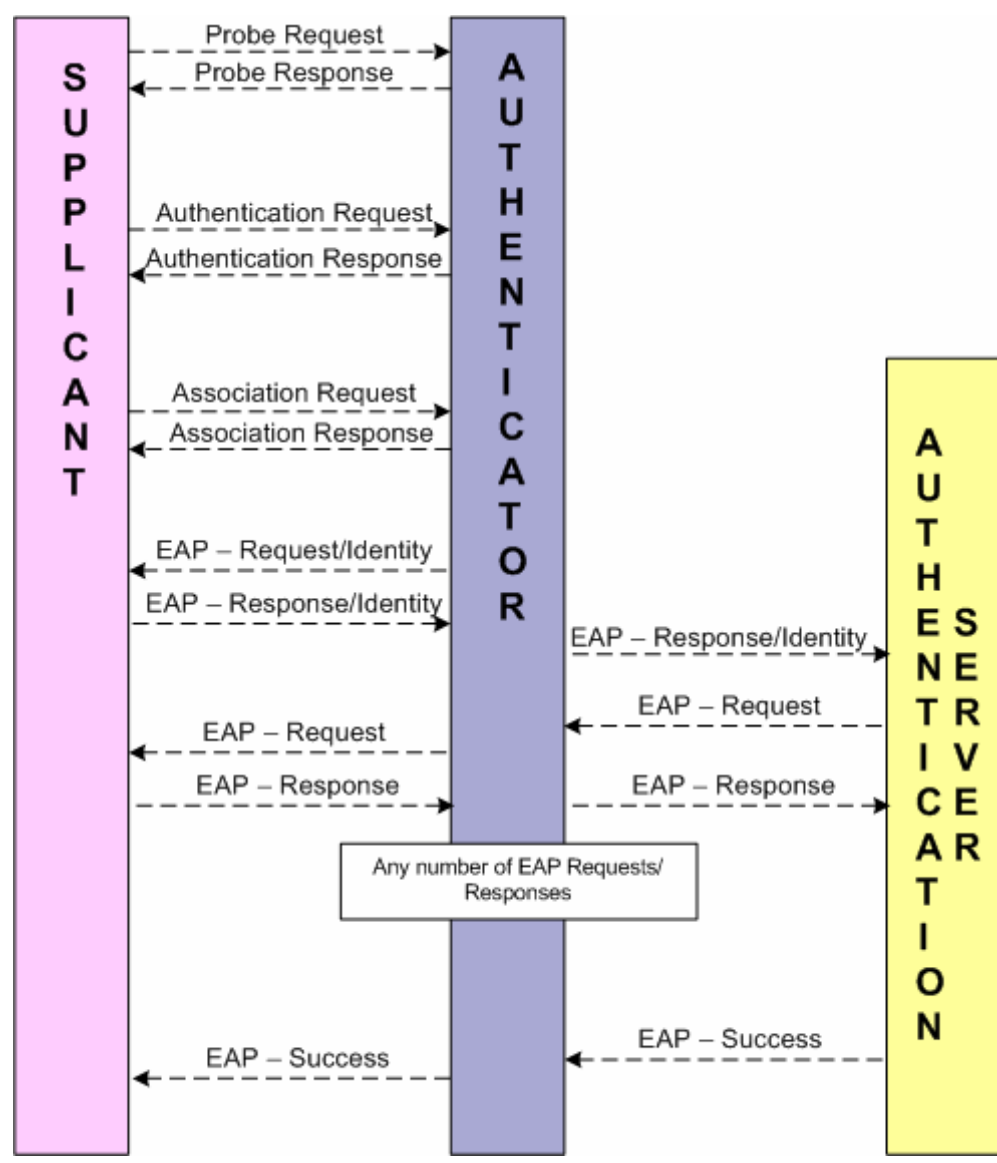 SUPPLICANT
AUTHENTICATOR
AUTHENTICATION
SERVER
Probe Request
Probe Response
Authentication Request
Authentication Response
Association Request
Association Response
EAP – Request/Identity
EAP – Response/Identity
EAP – Response/Identity
EAP – Request
EAP – Request
EAP – Response
EAP – Response
Any number of EAP Requests/
Responses
EAP – Success
EAP – Success